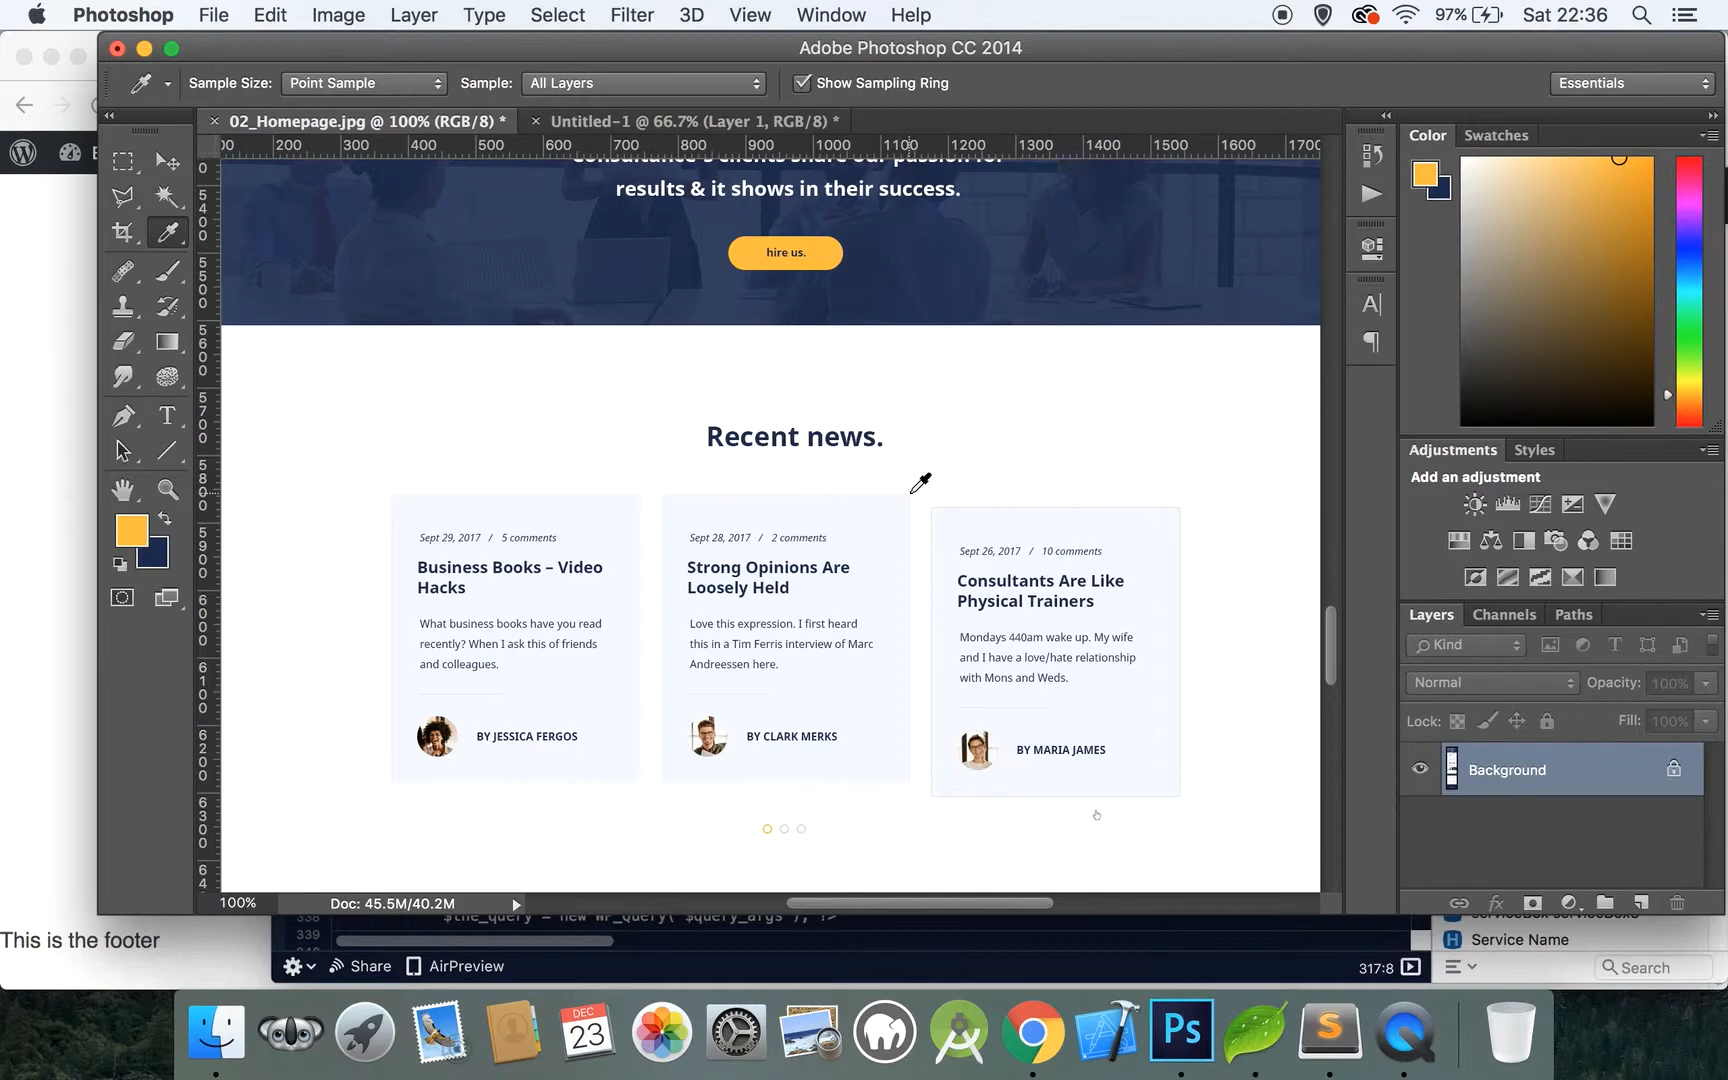 Photoshop File Edit Image Layer Type Select Filter 3D View Window Help 97% Sat 22:36
Adobe Photoshop CC 2014
Sample Size: Point Sample Sample: All Layers Show Sampling Ring Essentials
02_Homepage.jpg @ 100% (RGB/8) * Untitled-1 @ 66.7% (Layer 1, RGB/8) *
200 300 400 500 600 700 800 900 1000 1100 1200 1300 1400 1500 1600
results & it shows in their success.
hire us.
Recent news.
Sept 29, 2017 / 5 comments
Business Books – Video
Hacks
What business books have you read
recently? When I ask this of friends
and colleagues.
BY JESSICA FERGOS
Sept 28, 2017 / 2 comments
Strong Opinions Are
Loosely Held
Love this expression. I first heard
this in a Tim Ferris interview of Marc
Andreessen here.
BY CLARK MERKS
Sept 26, 2017 / 10 comments
Consultants Are Like
Physical Trainers
Mondays 440am wake up. My wife
and I have a love/hate relationship
with Mons and Weds.
BY MARIA JAMES
100% Doc: 45.5M/40.2M
Color Swatches
Adjustments Styles
Add an adjustment
Layers Channels Paths
Kind
Normal Opacity: 100%
Lock: Fill: 100%
Background
This is the footer
339
Service Name
Share AirPreview 317:8 Search
DEC
23
Ps
S